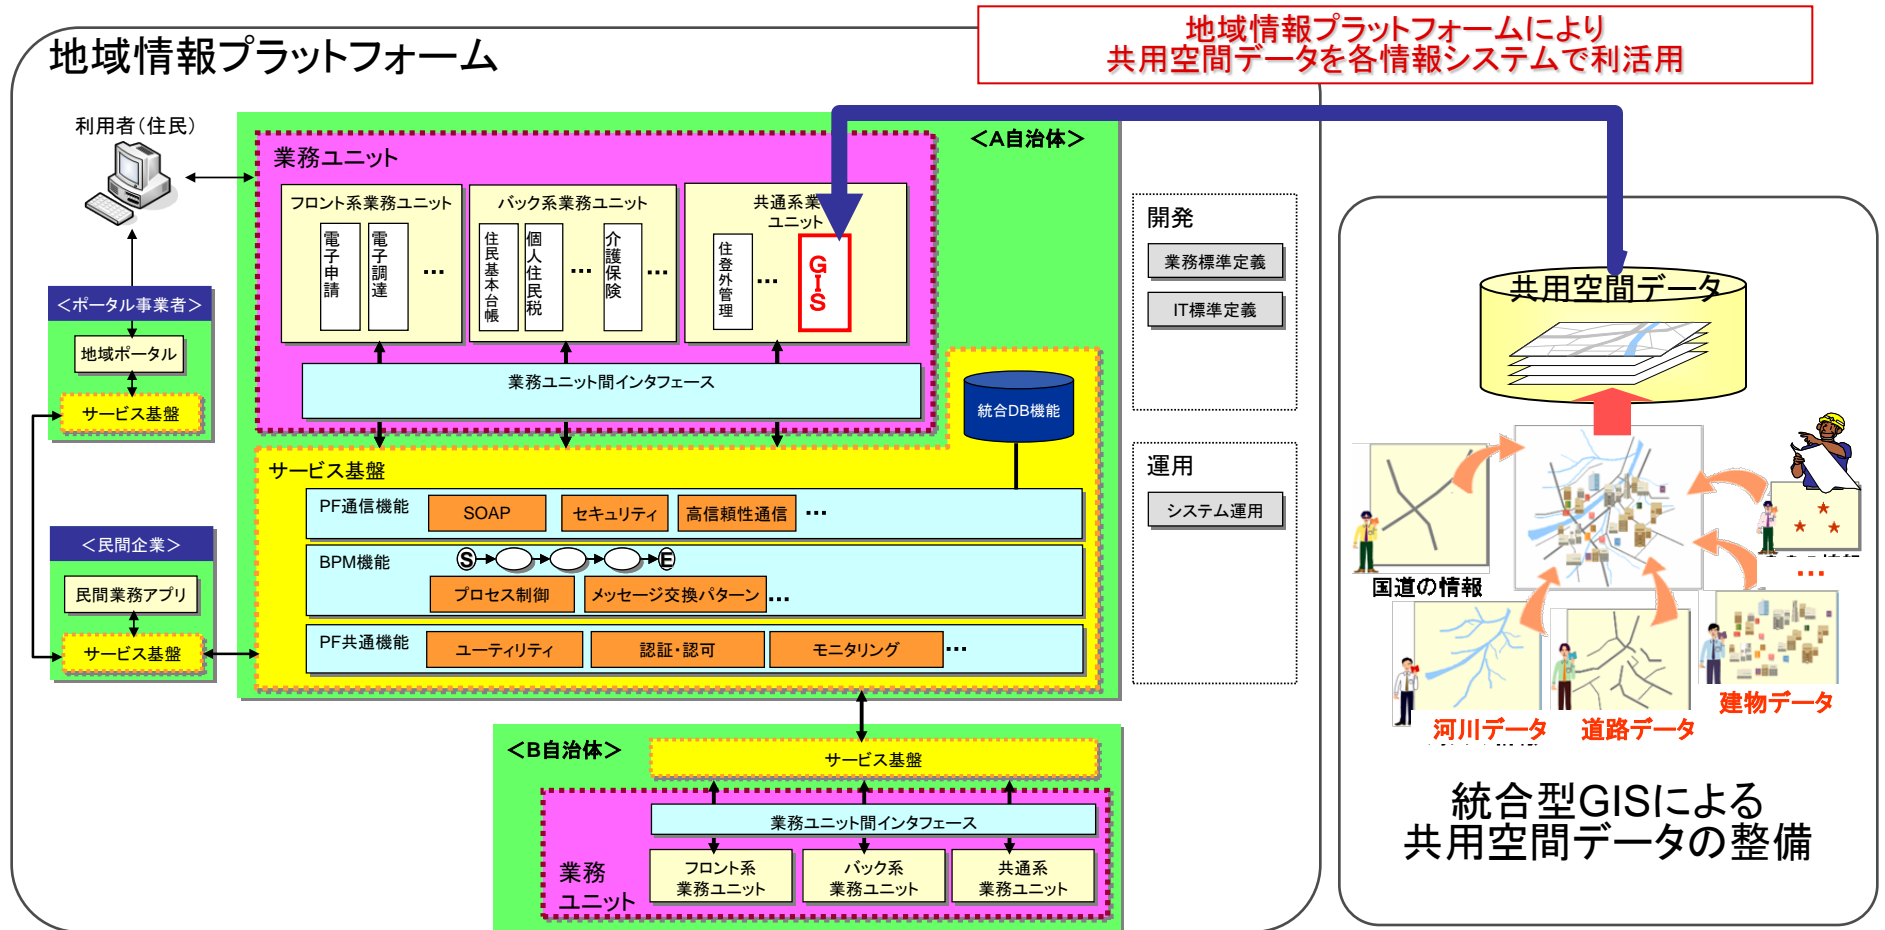 地域情報プラットフォームにより
共用空間データを各情報システムで利活用
地域情報プラットフォーム
利用者(住民)
<ポータル事業者>
地域ポータル
サービス基盤
<民間企業>
民間業務アプリ
サービス基盤
<A自治体>
業務ユニット
フロント系業務ユニット
電子申請
電子調達
…
バック系業務ユニット
住民基本台帳
個人住民税
…
介護保険
…
共通系業
ユニット
住登外管理
…
GIS
業務ユニット間インタフェース
統合DB機能
サービス基盤
PF通信機能
SOAP
セキュリティ
高信頼性通信
…
BPM機能
S
E
プロセス制御
メッセージ交換パターン
…
PF共通機能
ユーティリティ
認証・認可
モニタリング
…
<B自治体>
サービス基盤
業務ユニット間インタフェース
業務
ユニット
フロント系
業務ユニット
バック系
業務ユニット
共通系
業務ユニット
開発
業務標準定義
IT標準定義
運用
システム運用
共用空間データ
国道の情報
…
河川データ
道路データ
建物データ
統合型GISによる
共用空間データの整備